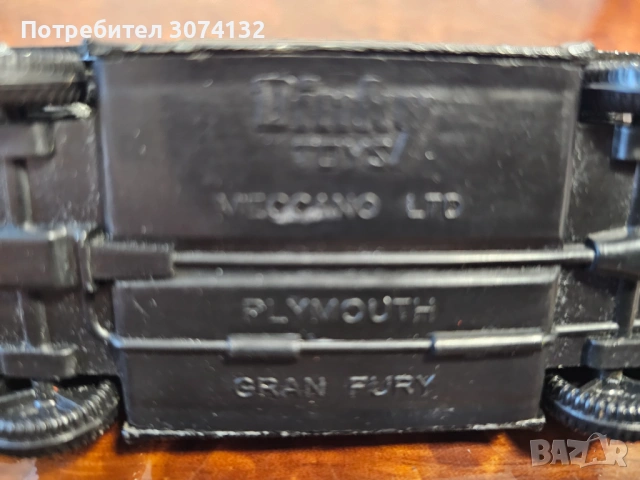 Потребител 3074132
Dinky
TOYS
MECCANO LTD
PLYMOUTH
GRAN FURY
BAZAR